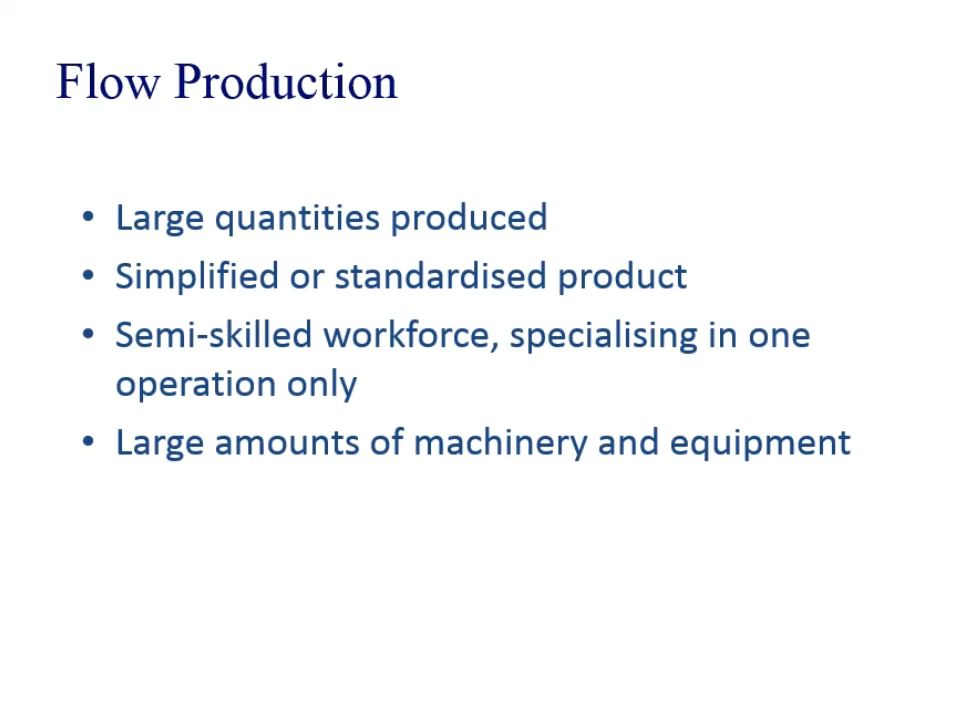 Flow Production
• Large quantities produced
• Simplified or standardised product
• Semi-skilled workforce, specialising in one
operation only
• Large amounts of machinery and equipment